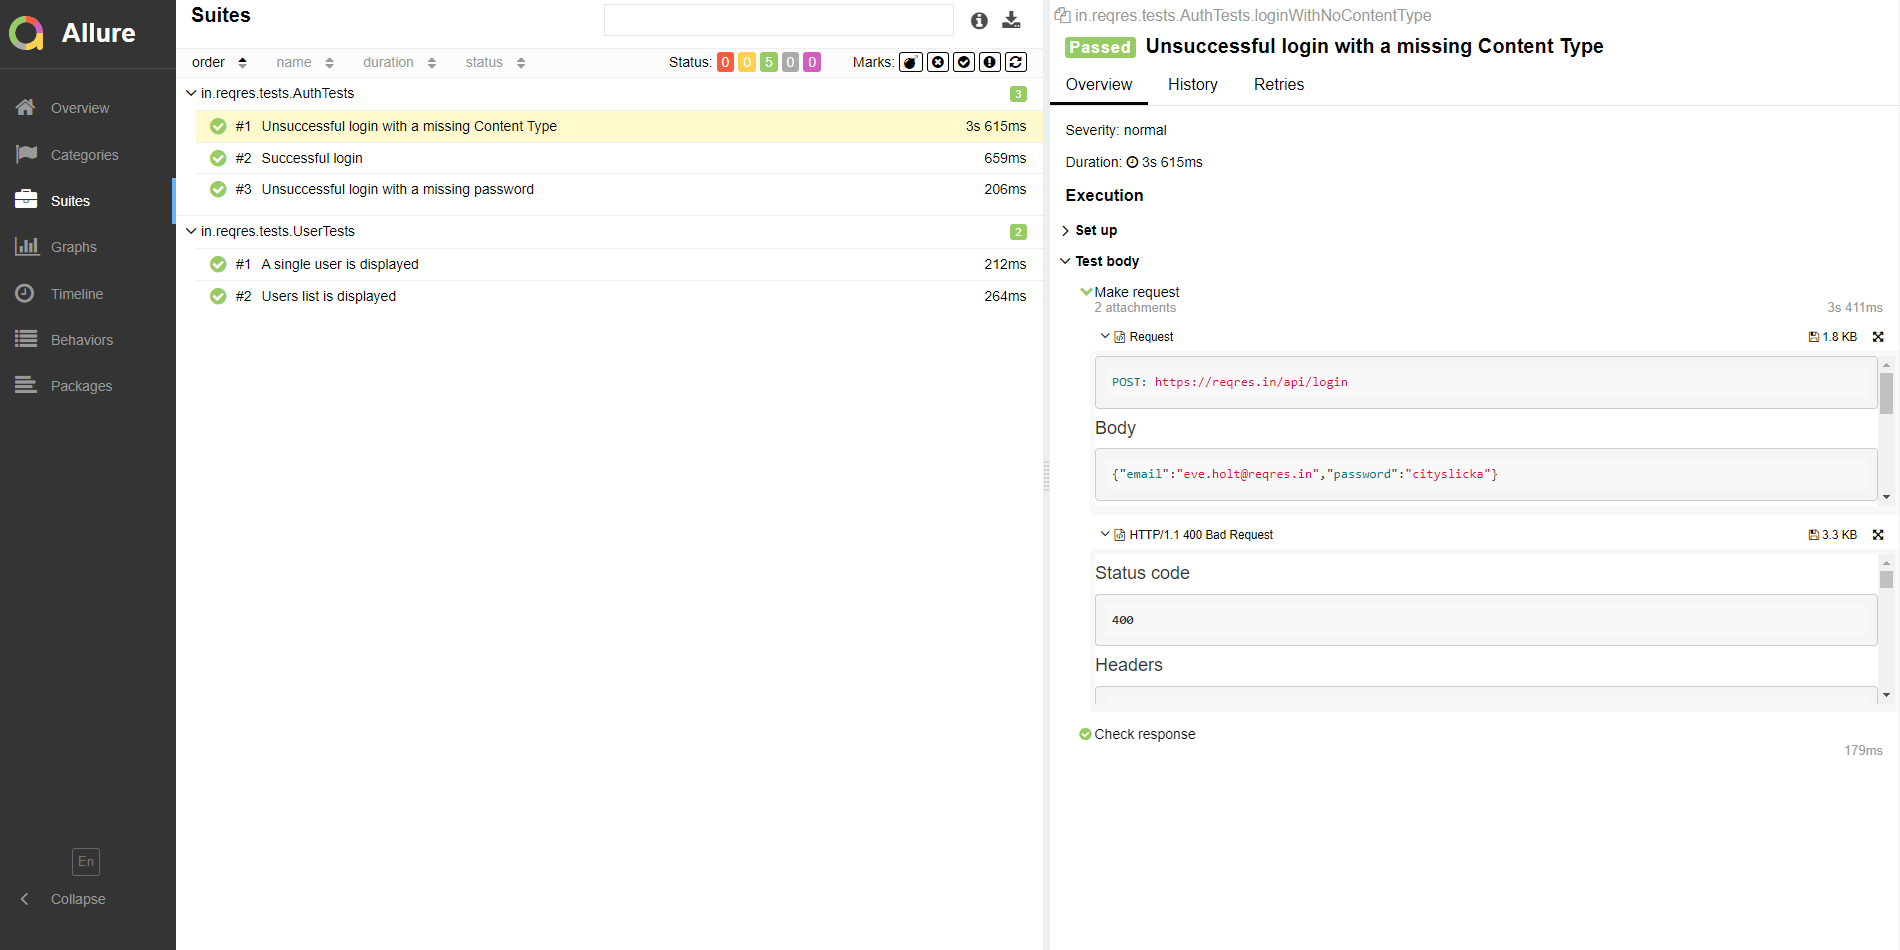 Allure
Overview
Categories
Suites
Graphs
Timeline
Behaviors
Packages
En
Collapse
Suites
order name duration status Status: 0 0 5 0 0 Marks:
in.reqres.tests.AuthTests 3
#1 Unsuccessful login with a missing Content Type 3s 615ms
#2 Successful login 659ms
#3 Unsuccessful login with a missing password 206ms
in.reqres.tests.UserTests 2
#1 A single user is displayed 212ms
#2 Users list is displayed 264ms
in.reqres.tests.AuthTests.loginWithNoContentType
Passed Unsuccessful login with a missing Content Type
Overview History Retries
Severity: normal
Duration: 3s 615ms
Execution
Set up
Test body
Make request
2 attachments 3s 411ms
Request 1.8 KB
POST: https://reqres.in/api/login
Body
{"email":"eve.holt@reqres.in","password":"cityslicka"}
HTTP/1.1 400 Bad Request 3.3 KB
Status code
400
Headers
Check response
179ms